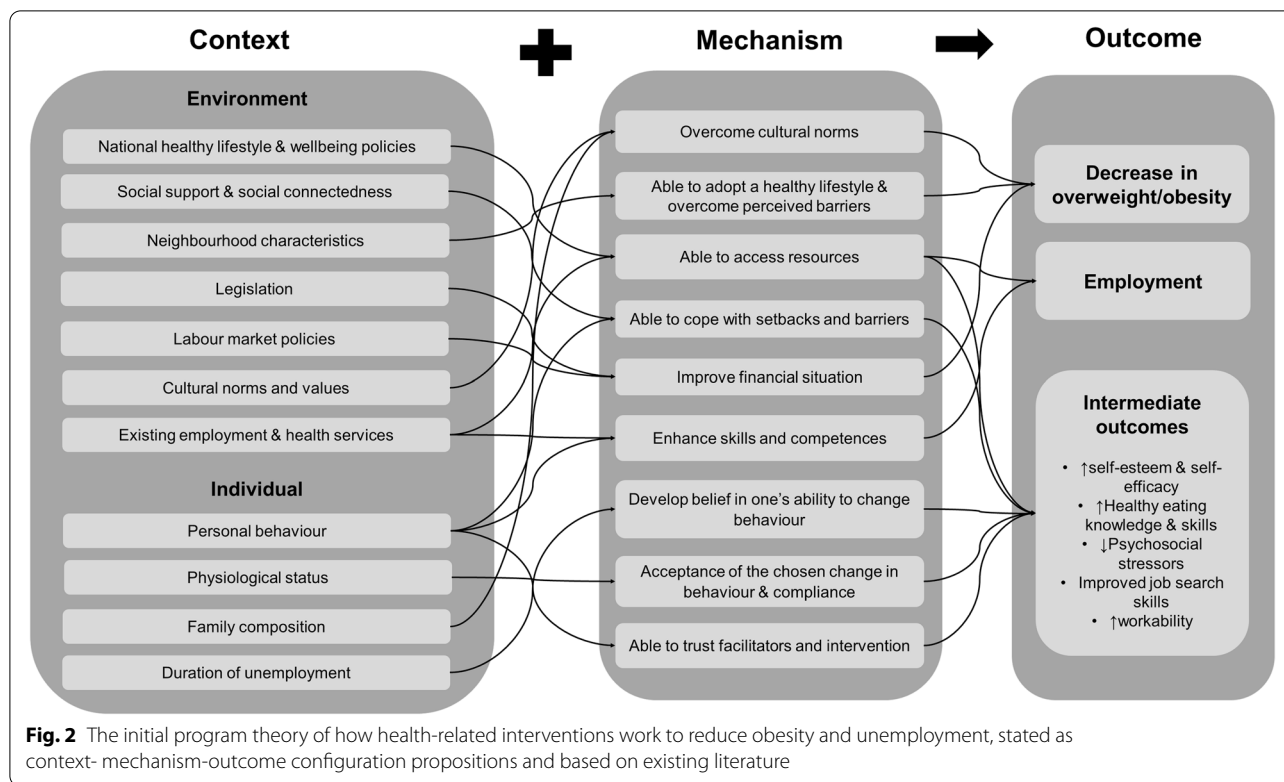 Context
Mechanism
Outcome
Environment
National healthy lifestyle & wellbeing policies
Social support & social connectedness
Neighbourhood characteristics
Legislation
Labour market policies
Cultural norms and values
Existing employment & health services
Individual
Personal behaviour
Physiological status
Family composition
Duration of unemployment
Overcome cultural norms
Able to adopt a healthy lifestyle &
overcome perceived barriers
Able to access resources
Able to cope with setbacks and barriers
Improve financial situation
Enhance skills and competences
Develop belief in one's ability to change
behaviour
Acceptance of the chosen change in
behaviour & compliance
Able to trust facilitators and intervention
Decrease in
overweight/obesity
Employment
Intermediate
outcomes
• ↑self-esteem & self-
efficacy
• ↑Healthy eating
knowledge & skills
• ↓Psychosocial
stressors
• Improved job search
skills
• ↑workability
Fig. 2 The initial program theory of how health-related interventions work to reduce obesity and unemployment, stated as
context- mechanism-outcome configuration propositions and based on existing literature